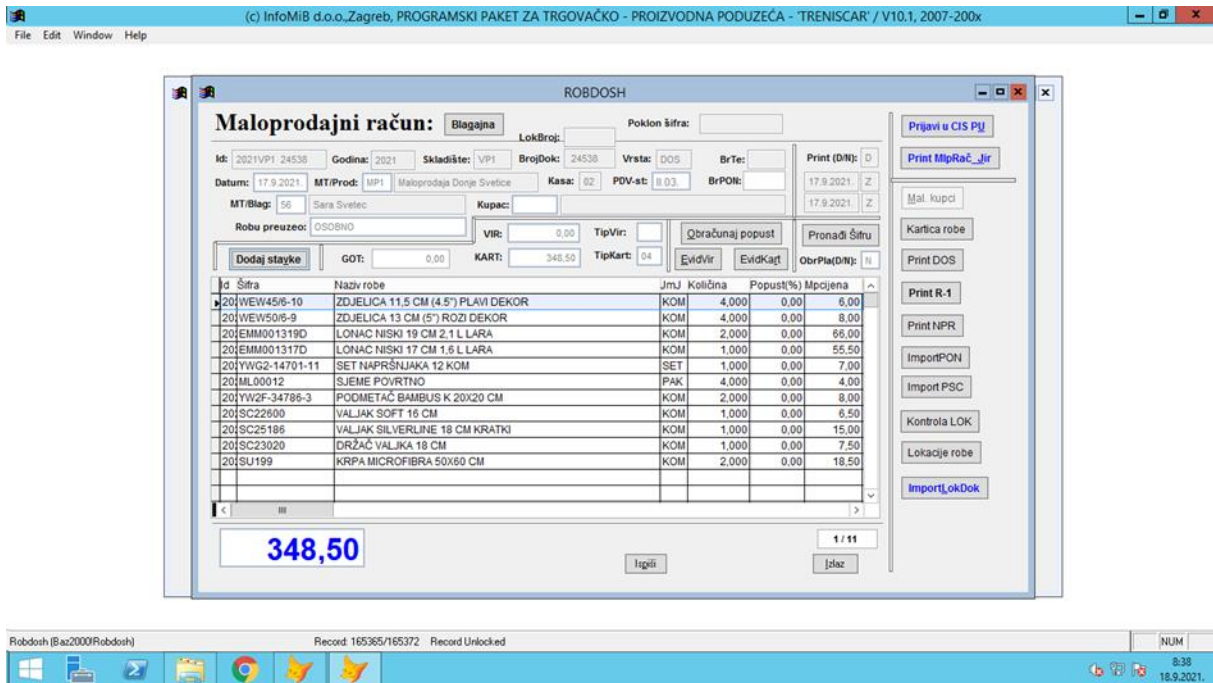 (c) InfoMiB d.o.o.,Zagreb, PROGRAMSKI PAKET ZA TRGOVAČKO - PROIZVODNA PODUZEĆA - 'TRENISCAR' / V10.1, 2007-200x
File Edit Window Help
ROBDOSH
Maloprodajni račun: Blagajna LokBroj: Poklon šifra: Prijavi u CIS PU
Id: 2021VP1 24538 Godina: 2021 Skladište: VP1 BrojDok: 24538 Vrsta: DOS BrTe: Print (D/N): D Print MlpRač_Jir
Datum: 17.9.2021. MT/Prod: MP1 Maloprodaja Donje Svetice Kasa: 02 PDV-st: II.03. BrPON: 17.9.2021. Z
MT/Blag: 56 Sara Svetec Kupac: 17.9.2021. Z Mal. kupci
Robu preuzeo: OSOBNO VIR: 0,00 TipVir: Obračunaj popust Pronađi Šifru Kartica robe
Dodaj stavke GOT: 0,00 KART: 348,50 TipKart: 04 EvidVir EvidKart ObrPla(D/N): N Print DOS
Id Šifra Naziv robe JmJ Količina Popust(%) Mpcijena
20 WEW45/6-10 ZDJELICA 11,5 CM (4.5") PLAVI DEKOR KOM 4,000 0,00 6,00 Print R-1
20 WEW50/6-9 ZDJELICA 13 CM (5") ROZI DEKOR KOM 4,000 0,00 8,00
20 EMM001319D LONAC NISKI 19 CM 2,1 L LARA KOM 2,000 0,00 66,00 Print NPR
20 EMM001317D LONAC NISKI 17 CM 1,6 L LARA KOM 1,000 0,00 55,50
20 YWG2-14701-11 SET NAPRŠNJAKA 12 KOM SET 1,000 0,00 7,00 ImportPON
20 ML00012 SJEME POVRTNO PAK 4,000 0,00 4,00 Import PSC
20 YW2F-34786-3 PODMETAČ BAMBUS K 20X20 CM KOM 2,000 0,00 8,00
20 SC22600 VALJAK SOFT 16 CM KOM 1,000 0,00 6,50 Kontrola LOK
20 SC25186 VALJAK SILVERLINE 18 CM KRATKI KOM 1,000 0,00 15,00
20 SC23020 DRŽAČ VALJKA 18 CM KOM 1,000 0,00 7,50 Lokacije robe
20 SU199 KRPA MICROFIBRA 50X60 CM KOM 2,000 0,00 18,50
ImportLokDok
348,50 1 / 11
Ispiši Izlaz
Robdosh (Baz2000!Robdosh) Record: 165365/165372 Record Unlocked NUM
8:38
18.9.2021.